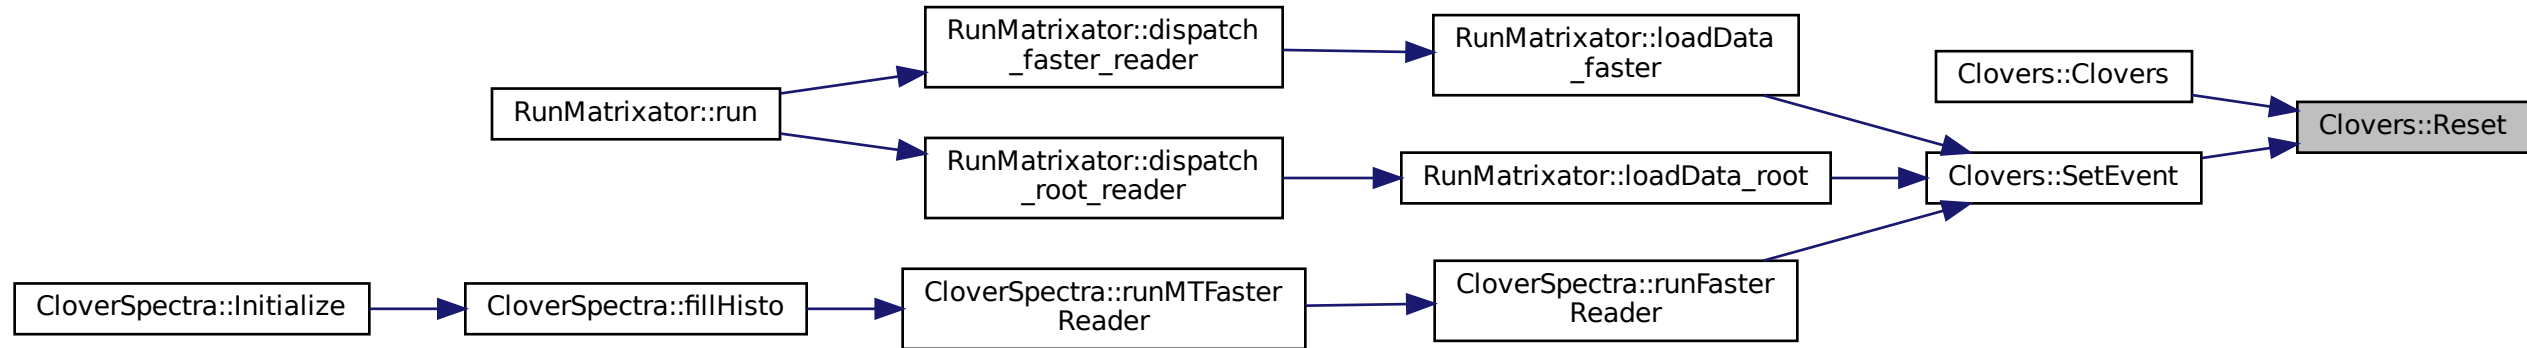 RunMatrixator::dispatch
_faster_reader
RunMatrixator::loadData
_faster
Clovers::Clovers
RunMatrixator::run
Clovers::Reset
RunMatrixator::dispatch
_root_reader
RunMatrixator::loadData_root
Clovers::SetEvent
CloverSpectra::Initialize
CloverSpectra::fillHisto
CloverSpectra::runMTFaster
Reader
CloverSpectra::runFaster
Reader